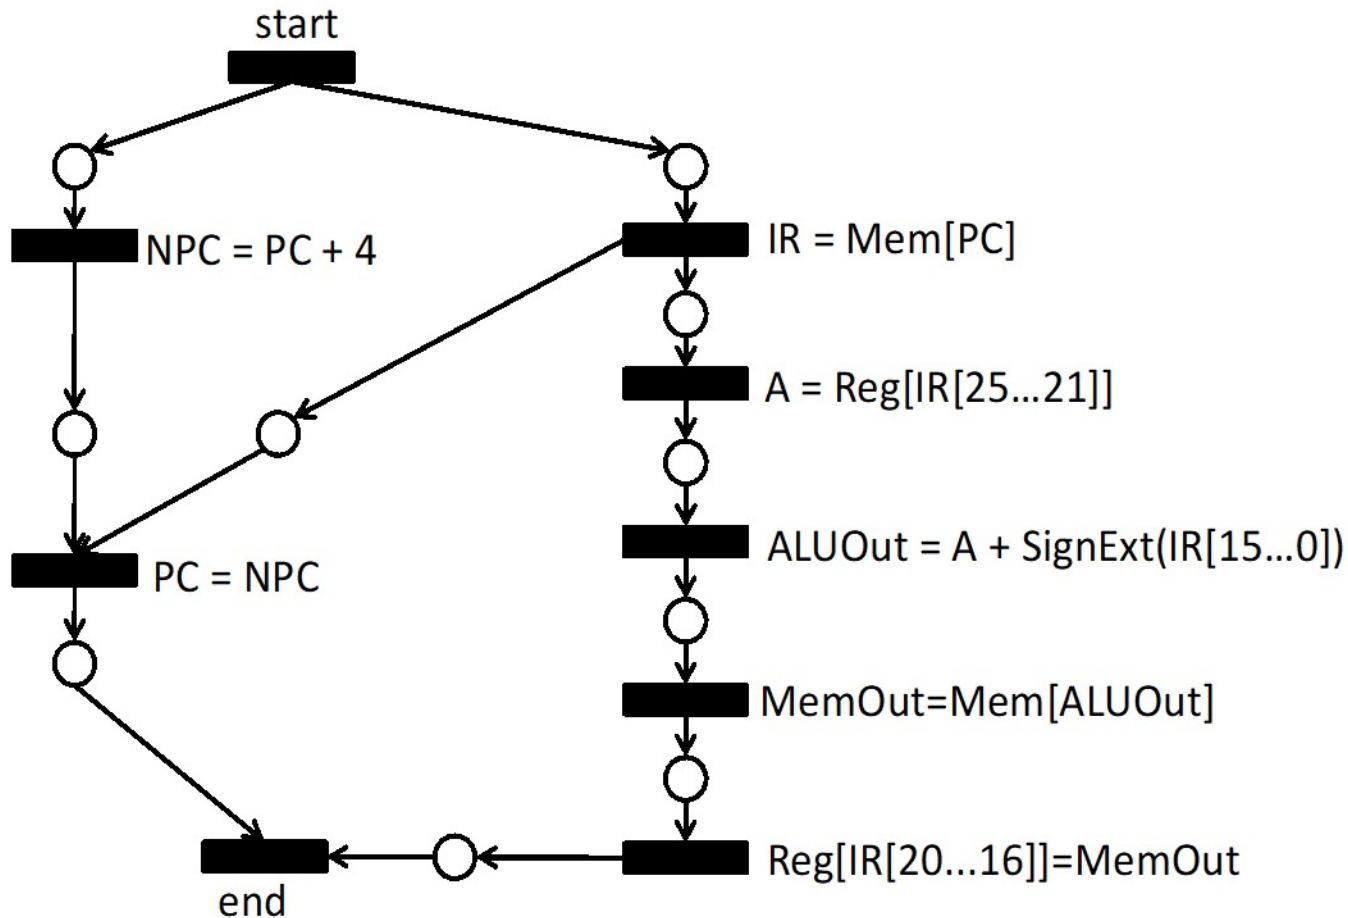 start
NPC = PC + 4
IR = Mem[PC]
A = Reg[IR[25...21]]
ALUOut = A + SignExt(IR[15...0])
PC = NPC
MemOut=Mem[ALUOut]
Reg[IR[20...16]]=MemOut
end